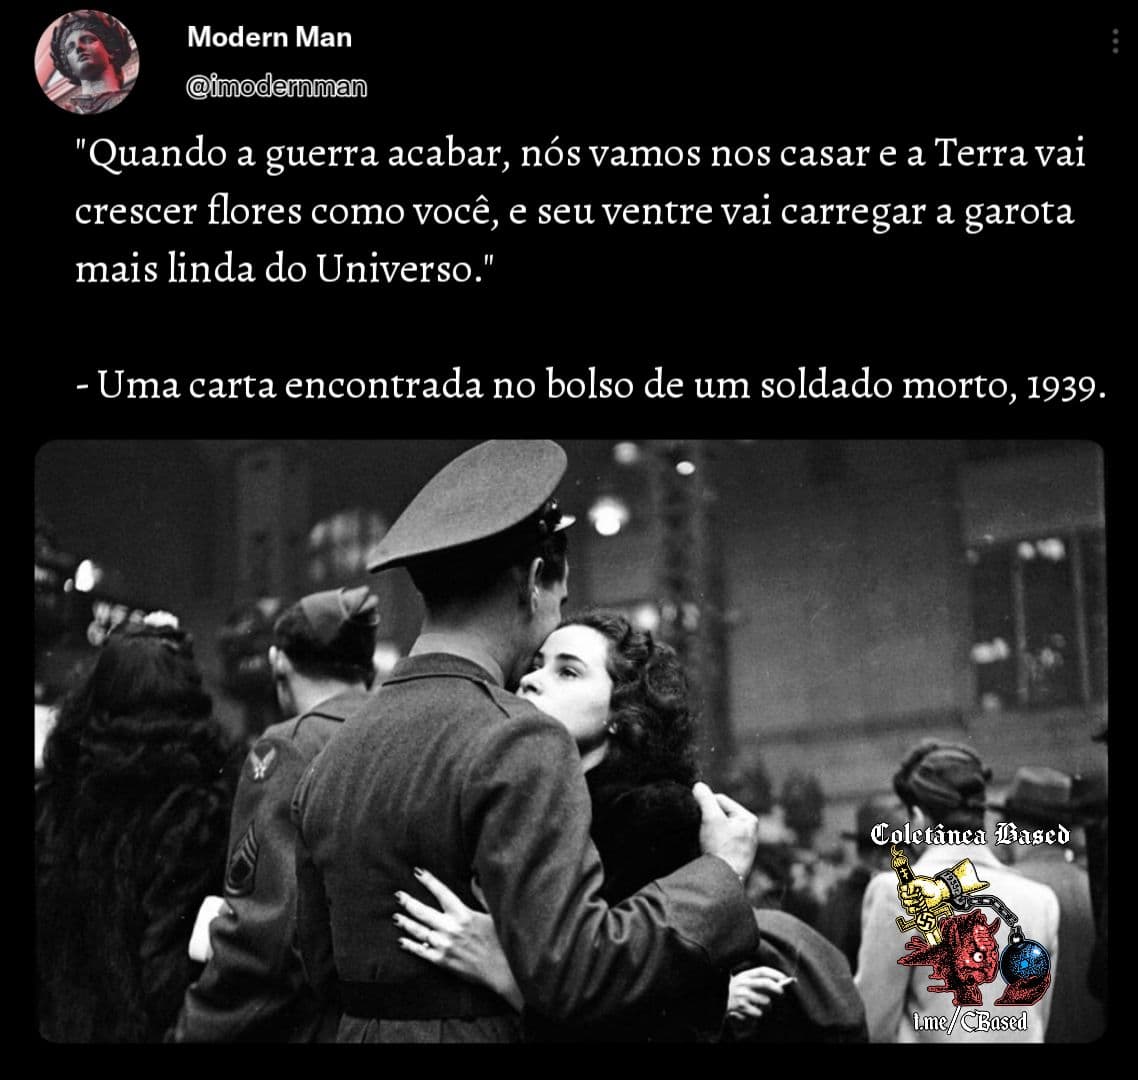 Modern Man
@imodernman
"Quando a guerra acabar, nós vamos nos casar e a Terra vai
crescer flores como você, e seu ventre vai carregar a garota
mais linda do Universo."
- Uma carta encontrada no bolso de um soldado morto, 1939.
Coletânea Based
t.me/CBased